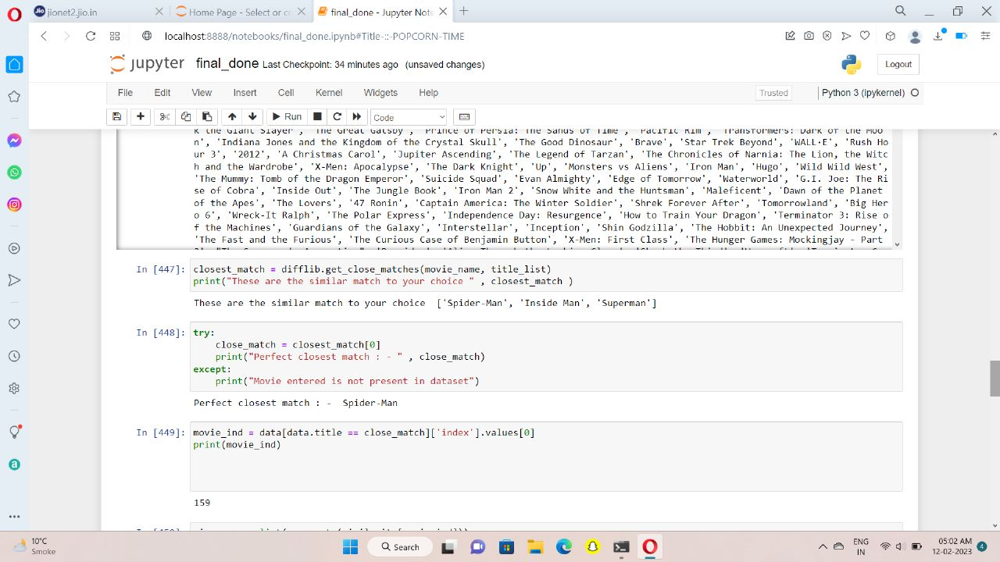 jionet2.jio.in
Home Page - Select or cr
final_done - Jupyter Note
localhost:8888/notebooks/final_done.ipynb#Title-::-POPCORN-TIME
jupyter final_done Last Checkpoint: 34 minutes ago (unsaved changes)
Logout
File Edit View Insert Cell Kernel Widgets Help
Trusted
Python 3 (ipykernel)
Run
Code
k the Giant Slayer', 'The Great Gatsby', 'Prince of Persia: The Sands of Time', 'Pacific Rim', 'Transformers: Dark of the Moo
n', 'Indiana Jones and the Kingdom of the Crystal Skull', 'The Good Dinosaur', 'Brave', 'Star Trek Beyond', 'WALL·E', 'Rush Ho
ur 3', '2012', 'A Christmas Carol', 'Jupiter Ascending', 'The Legend of Tarzan', 'The Chronicles of Narnia: The Lion, the Witc
h and the Wardrobe', 'X-Men: Apocalypse', 'The Dark Knight', 'Up', 'Monsters vs Aliens', 'Iron Man', 'Hugo', 'Wild Wild West',
'The Mummy: Tomb of the Dragon Emperor', 'Suicide Squad', 'Evan Almighty', 'Edge of Tomorrow', 'Waterworld', 'G.I. Joe: The Ri
se of Cobra', 'Inside Out', 'The Jungle Book', 'Iron Man 2', 'Snow White and the Huntsman', 'Maleficent', 'Dawn of the Planet
of the Apes', 'The Lovers', '47 Ronin', 'Captain America: The Winter Soldier', 'Shrek Forever After', 'Tomorrowland', 'Big Her
o 6', 'Wreck-It Ralph', 'The Polar Express', 'Independence Day: Resurgence', 'How to Train Your Dragon', 'Terminator 3: Rise o
f the Machines', 'Guardians of the Galaxy', 'Interstellar', 'Inception', 'Shin Godzilla', 'The Hobbit: An Unexpected Journey',
'The Fast and the Furious', 'The Curious Case of Benjamin Button', 'X-Men: First Class', 'The Hunger Games: Mockingjay - Part
In [447]: closest_match = difflib.get_close_matches(movie_name, title_list)
print("These are the similar match to your choice " , closest_match )
These are the similar match to your choice  ['Spider-Man', 'Inside Man', 'Superman']
In [448]: try:
close_match = closest_match[0]
print("Perfect closest match : - " , close_match)
except:
print("Movie entered is not present in dataset")
Perfect closest match : -  Spider-Man
In [449]: movie_ind = data[data.title == close_match]['index'].values[0]
print(movie_ind)
159
10°C
Smoke
Search
ENG
IN
05:02 AM
12-02-2023
4